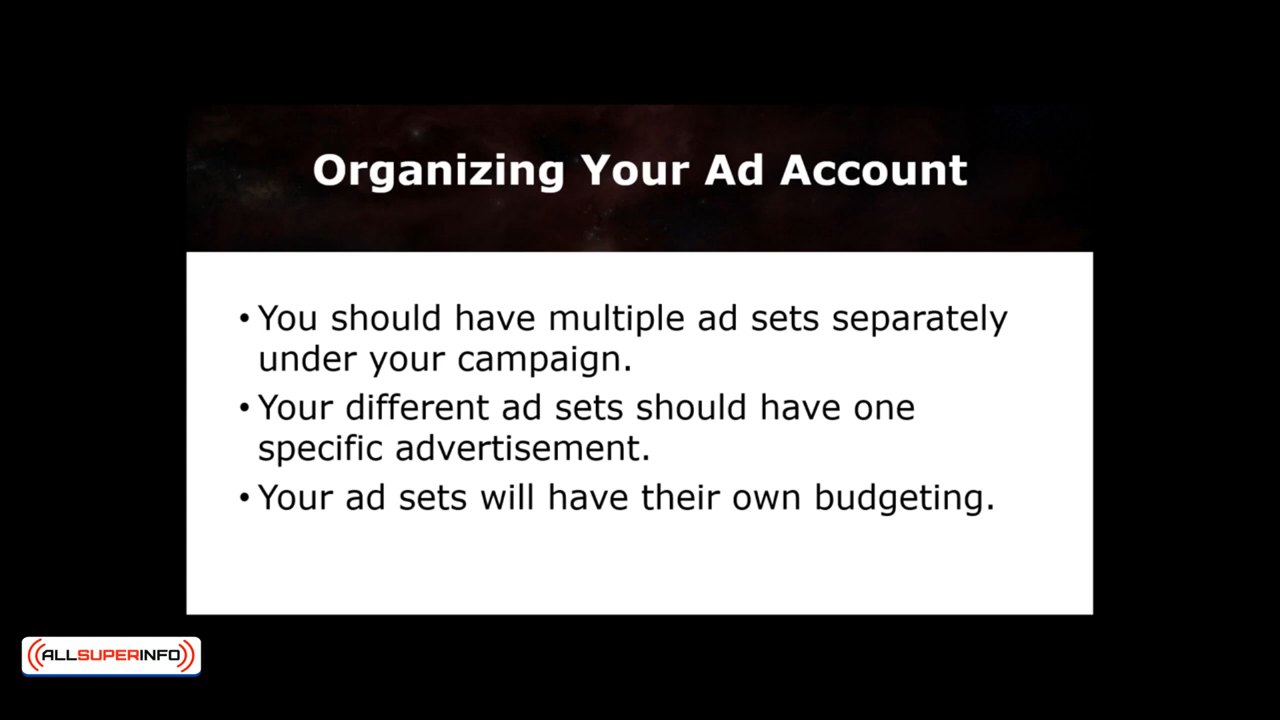 Organizing Your Ad Account
• You should have multiple ad sets separately
under your campaign.
• Your different ad sets should have one
specific advertisement.
• Your ad sets will have their own budgeting.
ALLSUPERINFO